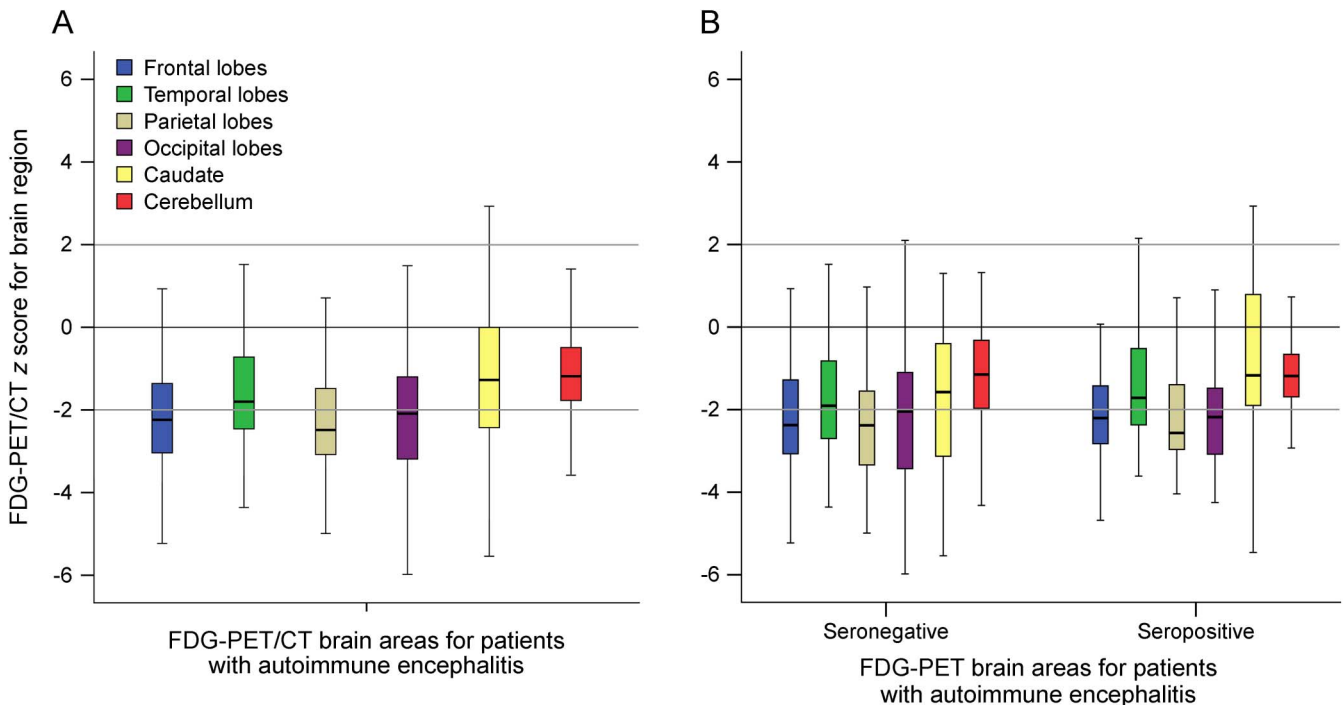 A
FDG-PET/CT z score for brain region
6
4
2
0
-2
-4
-6
Frontal lobes
Temporal lobes
Parietal lobes
Occipital lobes
Caudate
Cerebellum
FDG-PET/CT brain areas for patients
with autoimmune encephalitis
B
6
4
2
0
-2
-4
-6
Seronegative
Seropositive
FDG-PET brain areas for patients
with autoimmune encephalitis